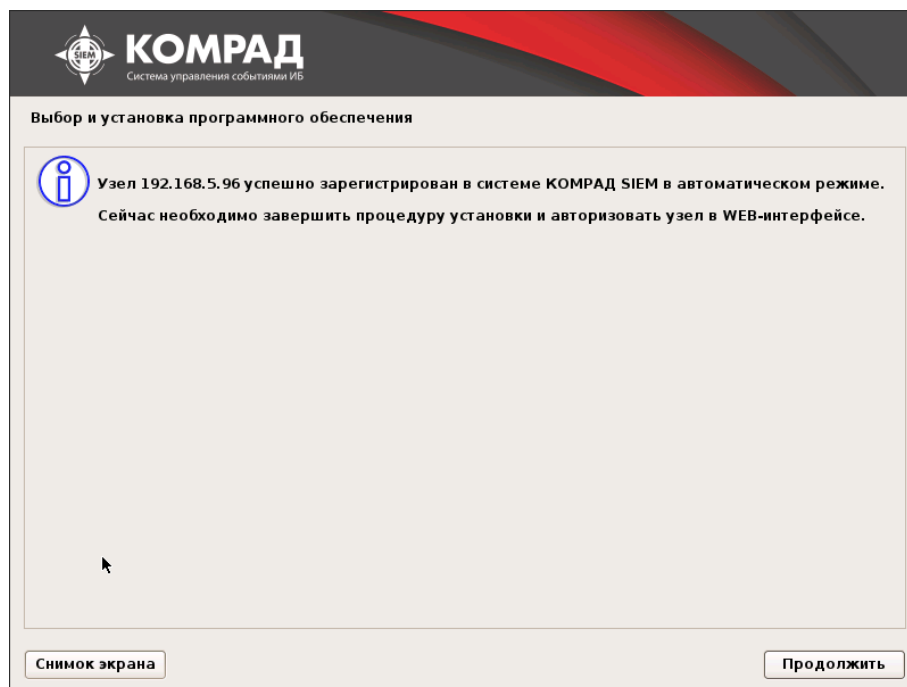 SIEM
КОМРАД
Система управления событиями ИБ
Выбор и установка программного обеспечения
Узел 192.168.5.96 успешно зарегистрирован в системе КОМРАД SIEM в автоматическом режиме.
Сейчас необходимо завершить процедуру установки и авторизовать узел в WEB-интерфейсе.
Снимок экрана
Продолжить